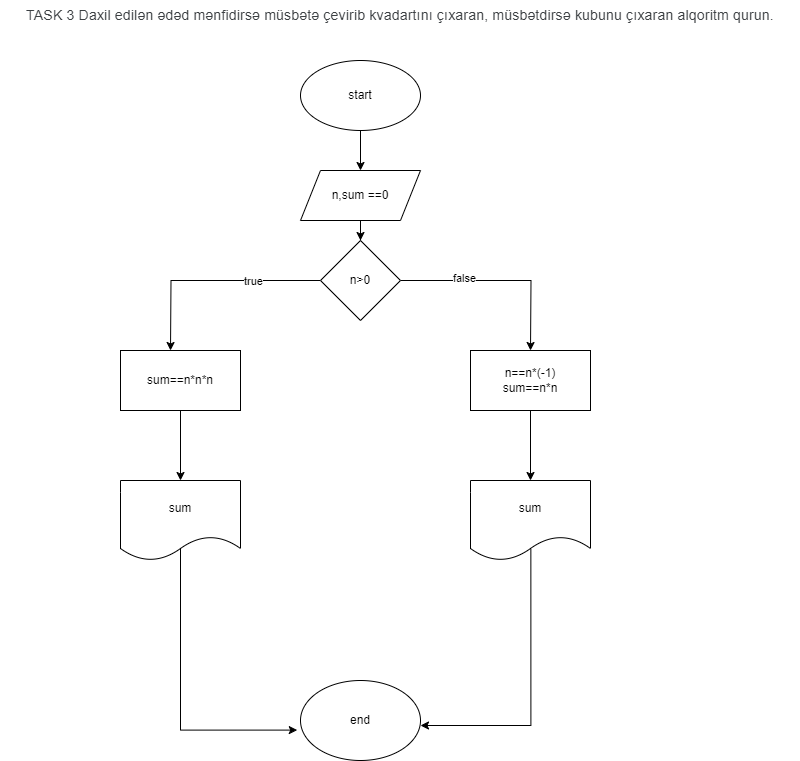 TASK 3 Daxil edilən ədəd mənfidirsə müsbətə çevirib kvadartını çıxaran, müsbətdirsə kubunu çıxaran alqoritm qurun.
start
n,sum ==0
n>0
true
false
sum==n*n*n
n==n*(-1)
sum==n*n
sum
sum
end